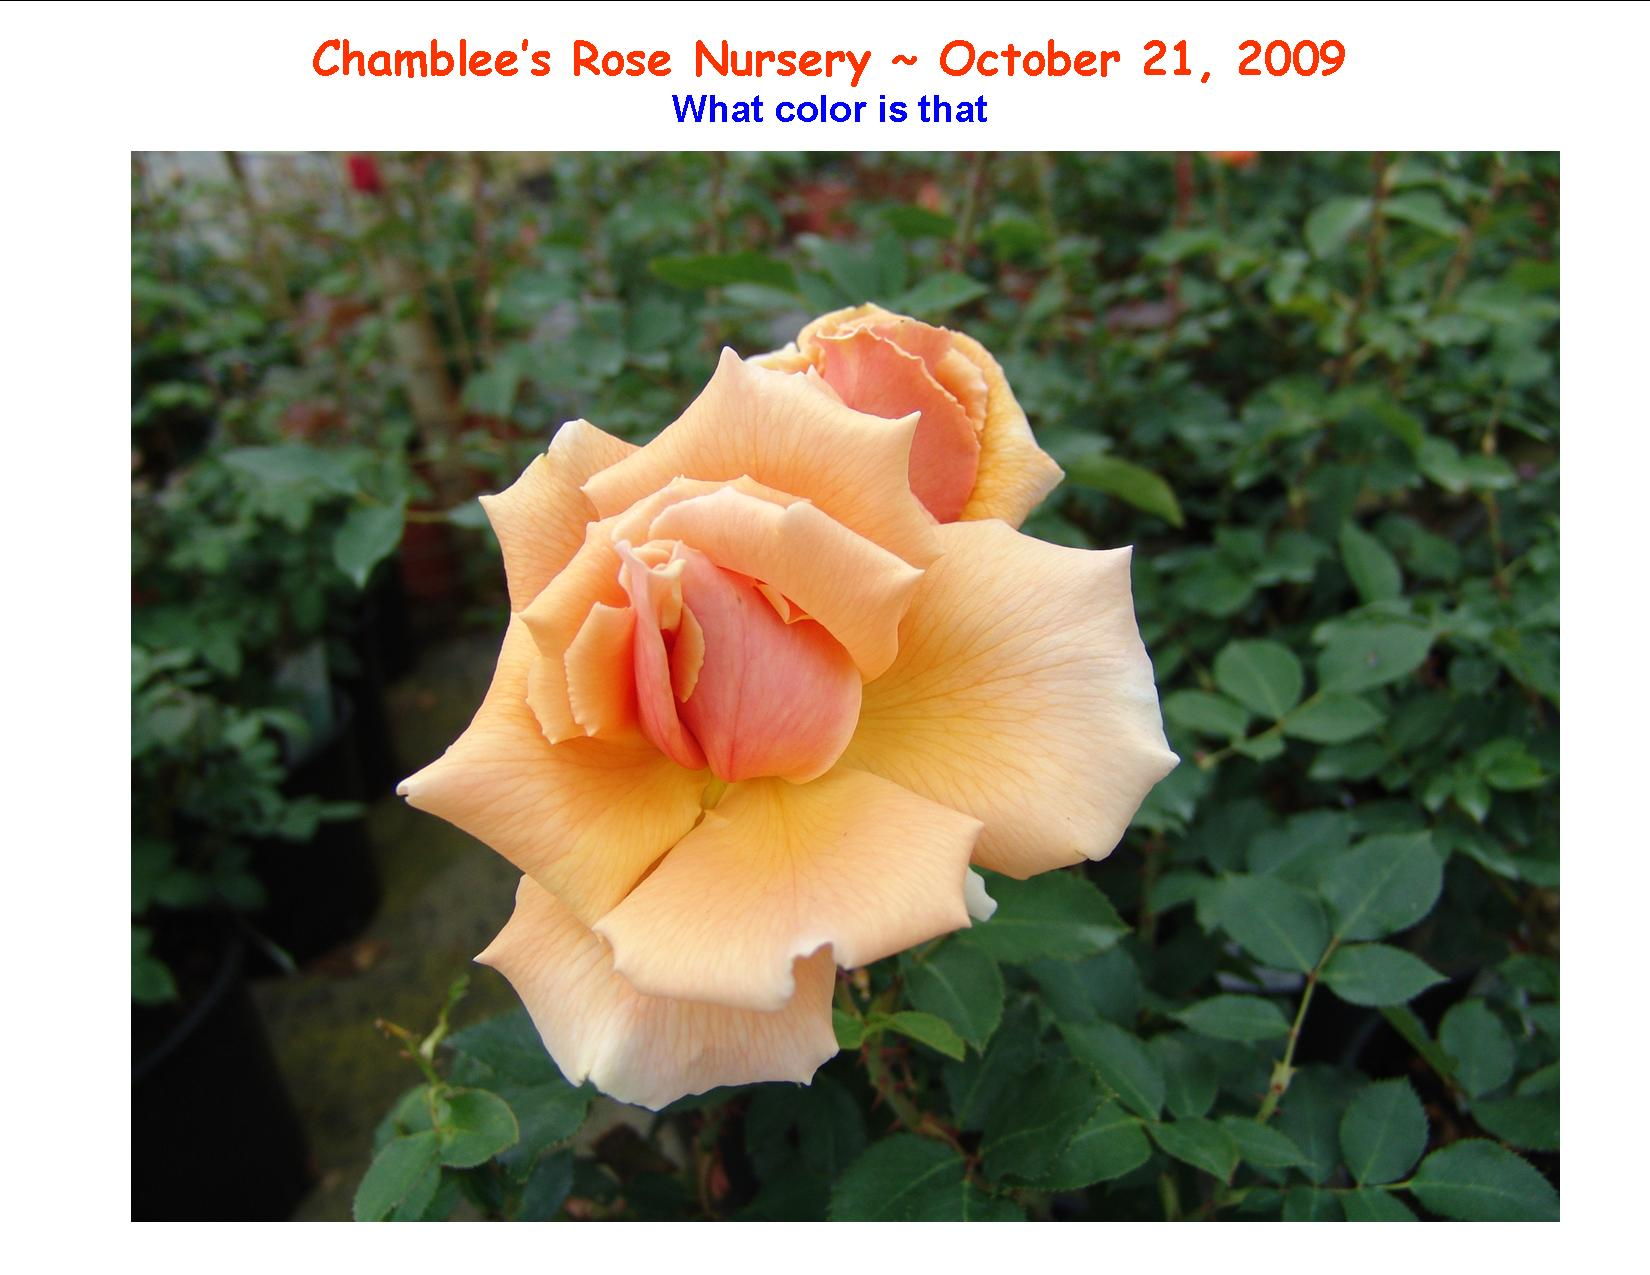 Chamblee's Rose Nursery ~ October 21, 2009
What color is that